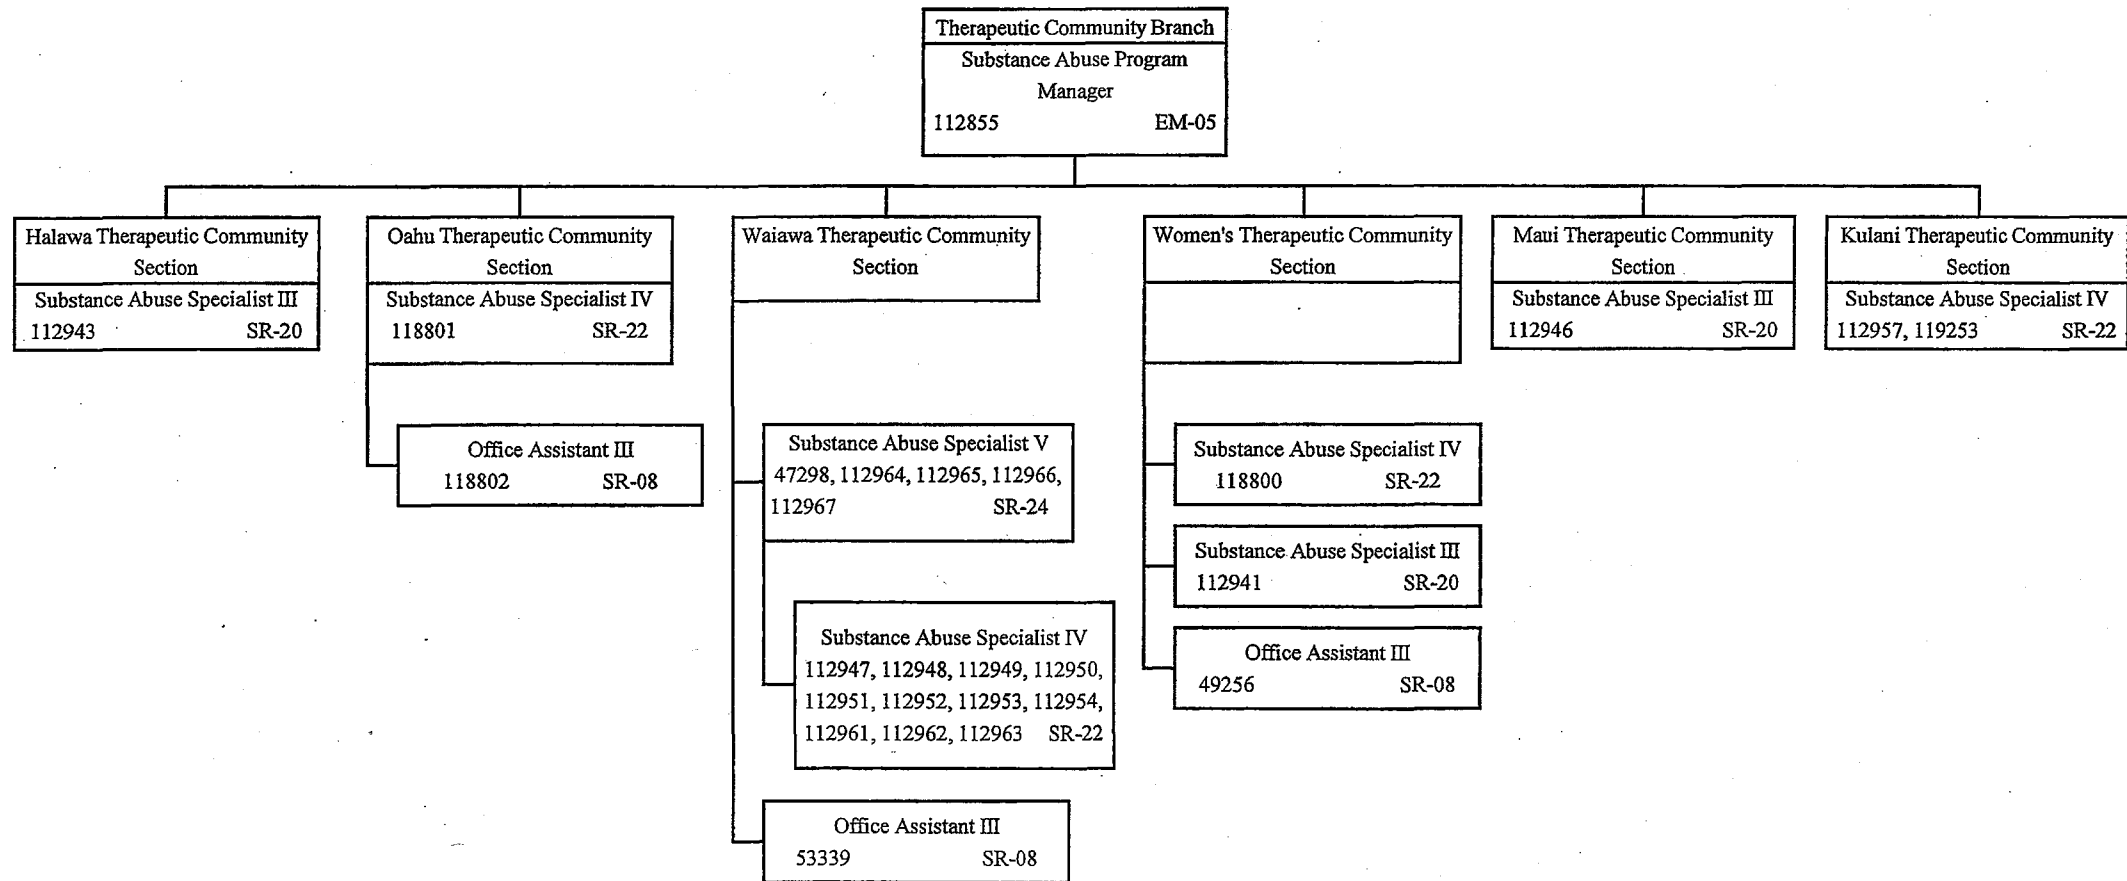 Therapeutic Community Branch
Substance Abuse Program
Manager
112855 EM-05
Halawa Therapeutic Community
Section
Substance Abuse Specialist III
112943 SR-20
Oahu Therapeutic Community
Section
Substance Abuse Specialist IV
118801 SR-22
Office Assistant III
118802 SR-08
Waiawa Therapeutic Community
Section
Substance Abuse Specialist V
47298, 112964, 112965, 112966,
112967 SR-24
Substance Abuse Specialist IV
112947, 112948, 112949, 112950,
112951, 112952, 112953, 112954,
112961, 112962, 112963 SR-22
Office Assistant III
53339 SR-08
Women's Therapeutic Community
Section
Substance Abuse Specialist IV
118800 SR-22
Substance Abuse Specialist III
112941 SR-20
Office Assistant III
49256 SR-08
Maui Therapeutic Community
Section
Substance Abuse Specialist III
112946 SR-20
Kulani Therapeutic Community
Section
Substance Abuse Specialist IV
112957, 119253 SR-22